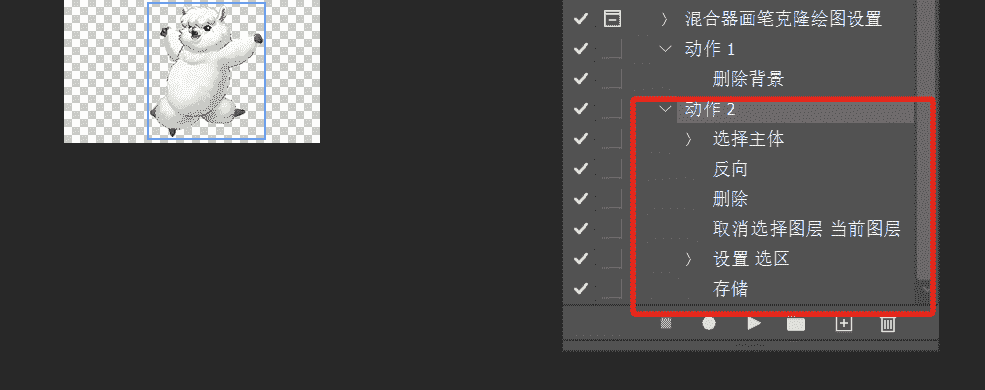 混合器画笔克隆绘图设置
动作 1
删除背景
动作 2
选择主体
反向
删除
取消选择图层 当前图层
设置 选区
存储